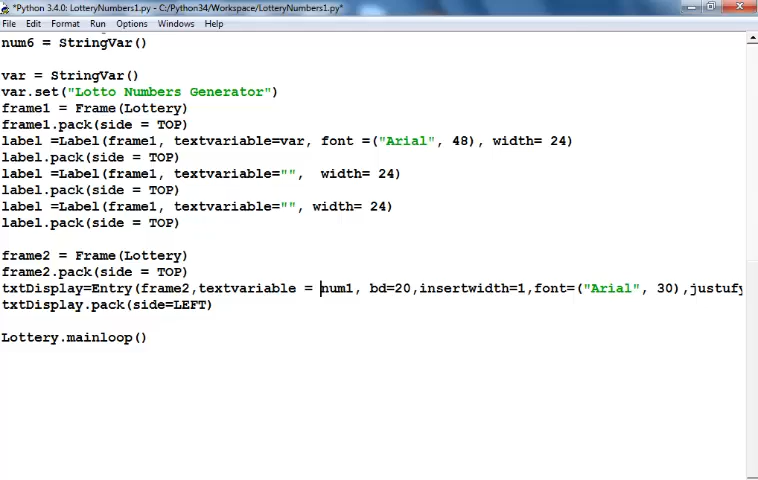 *Python 3.4.0: LotteryNumbers1.py - C:/Python34/Workspace/LotteryNumbers1.py*
File Edit Format Run Options Windows Help
num6 = StringVar()
var = StringVar()
var.set("Lotto Numbers Generator")
frame1 = Frame(Lottery)
frame1.pack(side = TOP)
label =Label(frame1, textvariable=var, font =("Arial", 48), width= 24)
label.pack(side = TOP)
label =Label(frame1, textvariable="",  width= 24)
label.pack(side = TOP)
label =Label(frame1, textvariable="", width= 24)
label.pack(side = TOP)
frame2 = Frame(Lottery)
frame2.pack(side = TOP)
txtDisplay=Entry(frame2,textvariable = num1, bd=20,insertwidth=1,font=("Arial", 30),justufy
txtDisplay.pack(side=LEFT)
Lottery.mainloop()